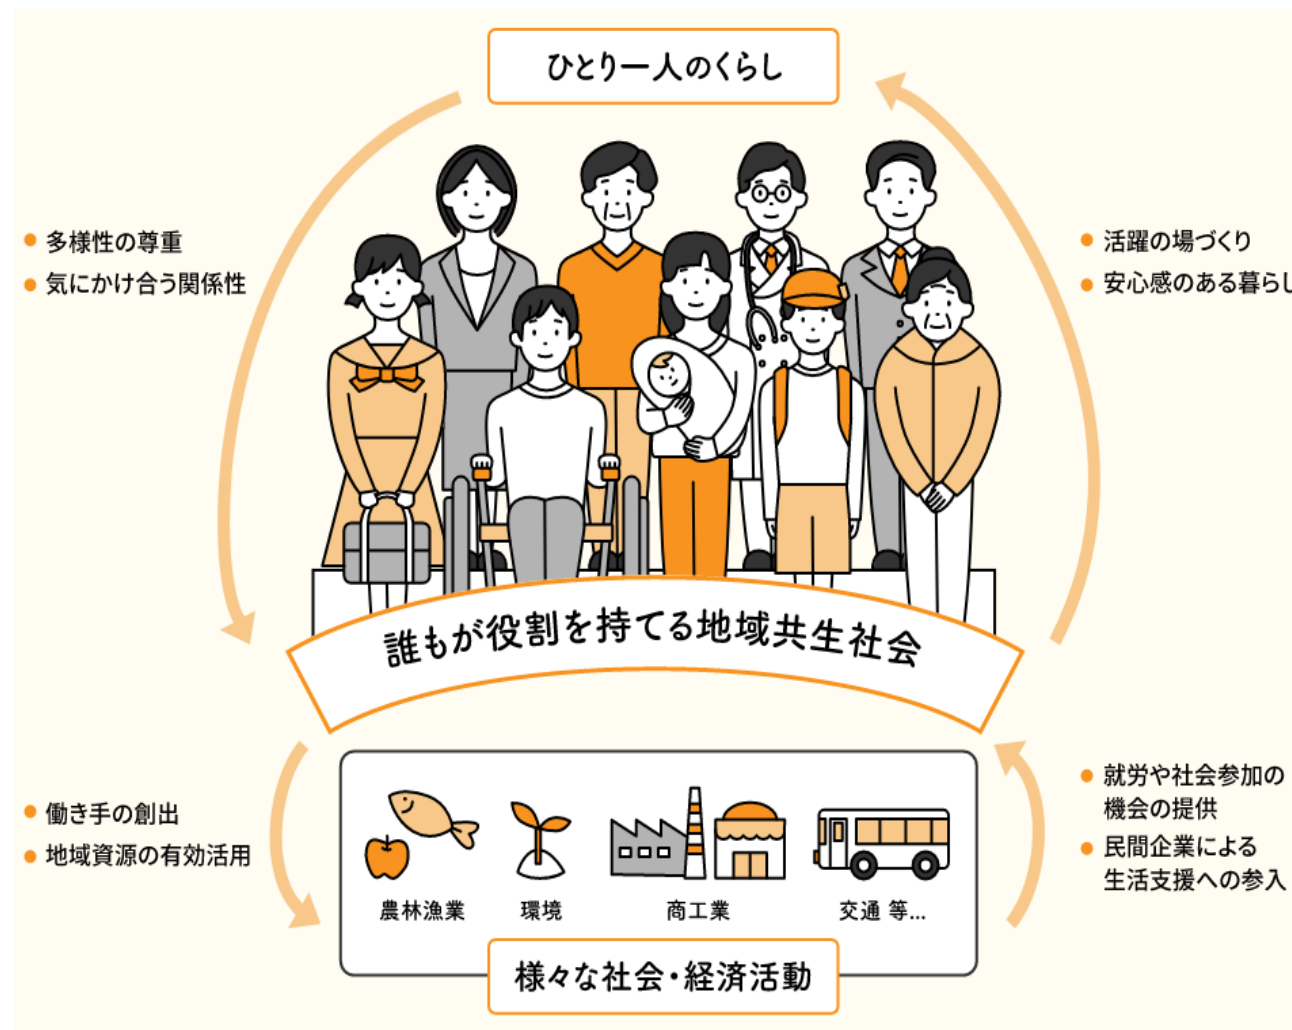 ひとり一人のくらし
多様性の尊重
気にかけ合う関係性
活躍の場づくり
安心感のある暮らし
誰もが役割を持てる地域共生社会
働き手の創出
地域資源の有効活用
就労や社会参加の
機会の提供
民間企業による
生活支援への参入
農林漁業
環境
商工業
交通 等...
様々な社会・経済活動